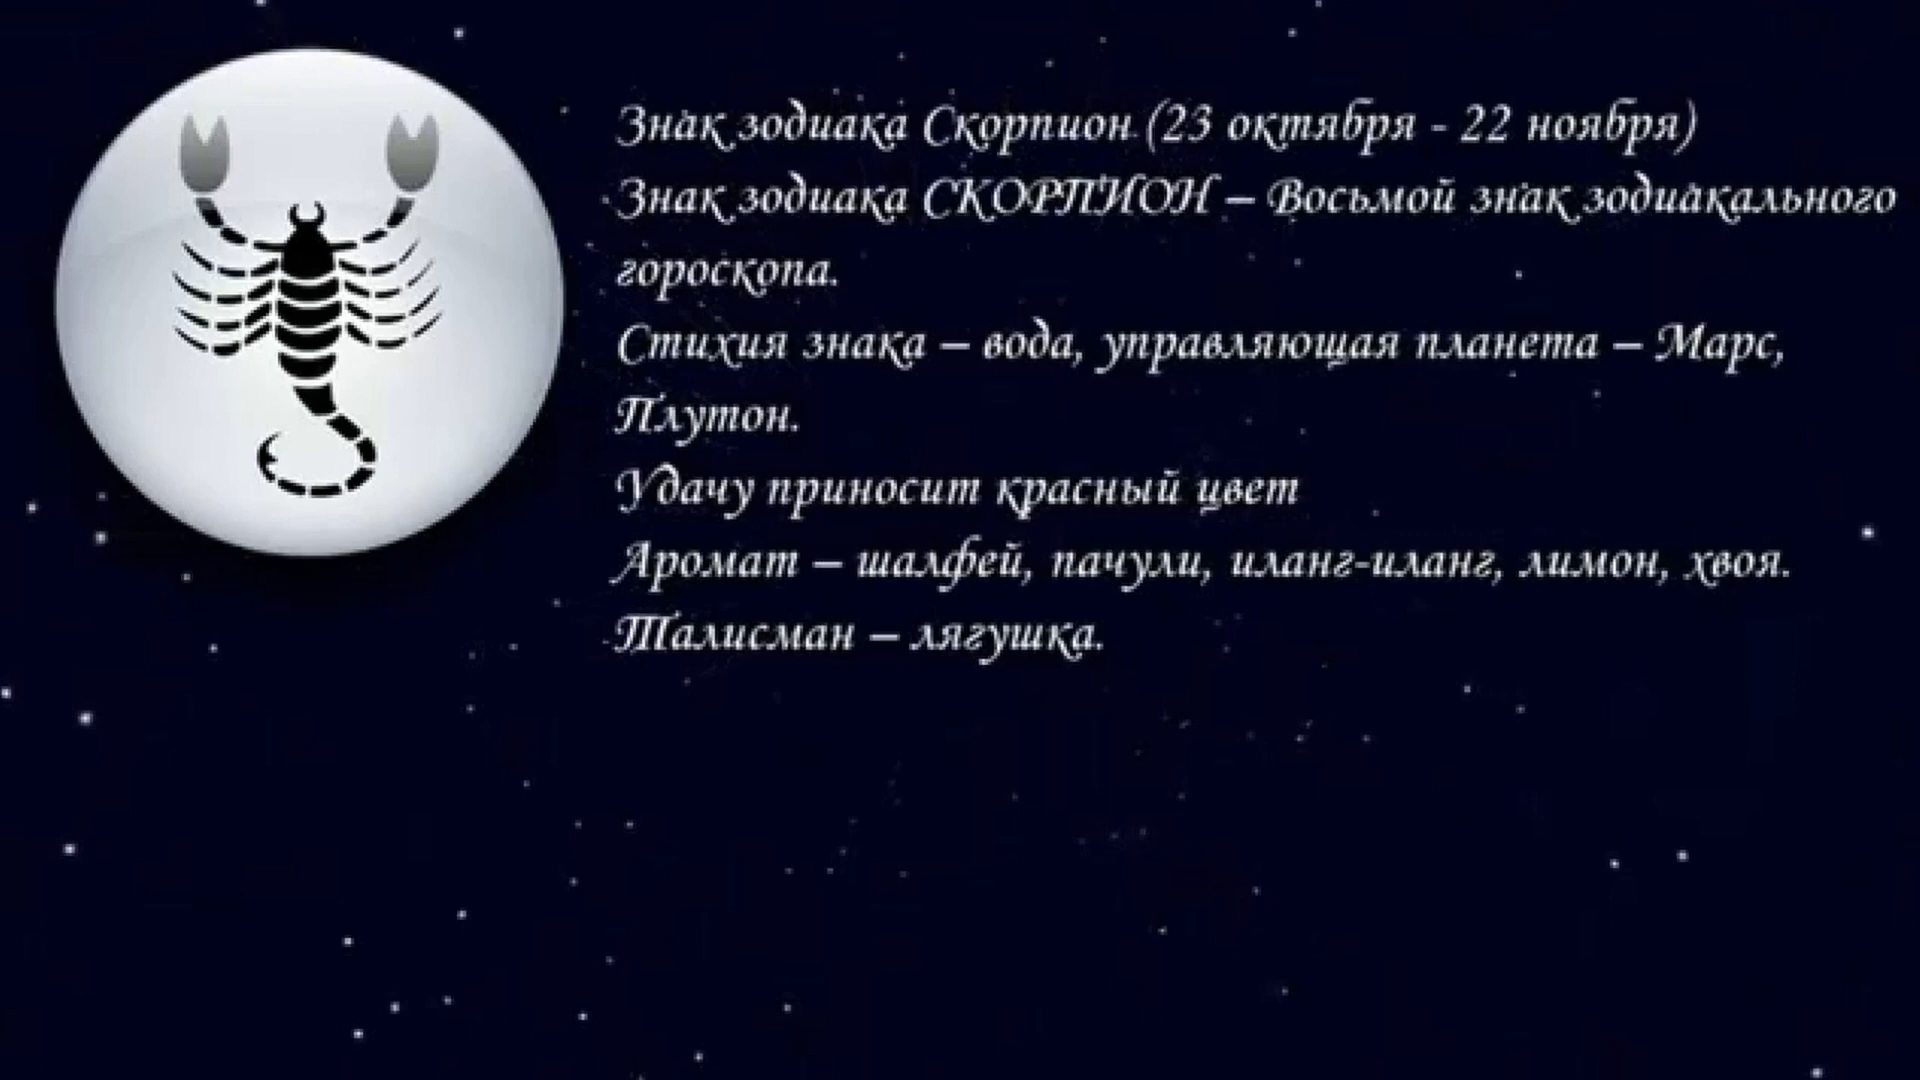 Знак зодиака Скорпион (23 октября - 22 ноября)
Знак зодиака СКОРПИОН – Восьмой знак зодиакального
гороскопа.
Стихия знака – вода, управляющая планета – Марс,
Плутон.
Удачу приносит красный цвет
Аромат – шалфей, пачули, иланг-иланг, лимон, хвоя.
Талисман – лягушка.